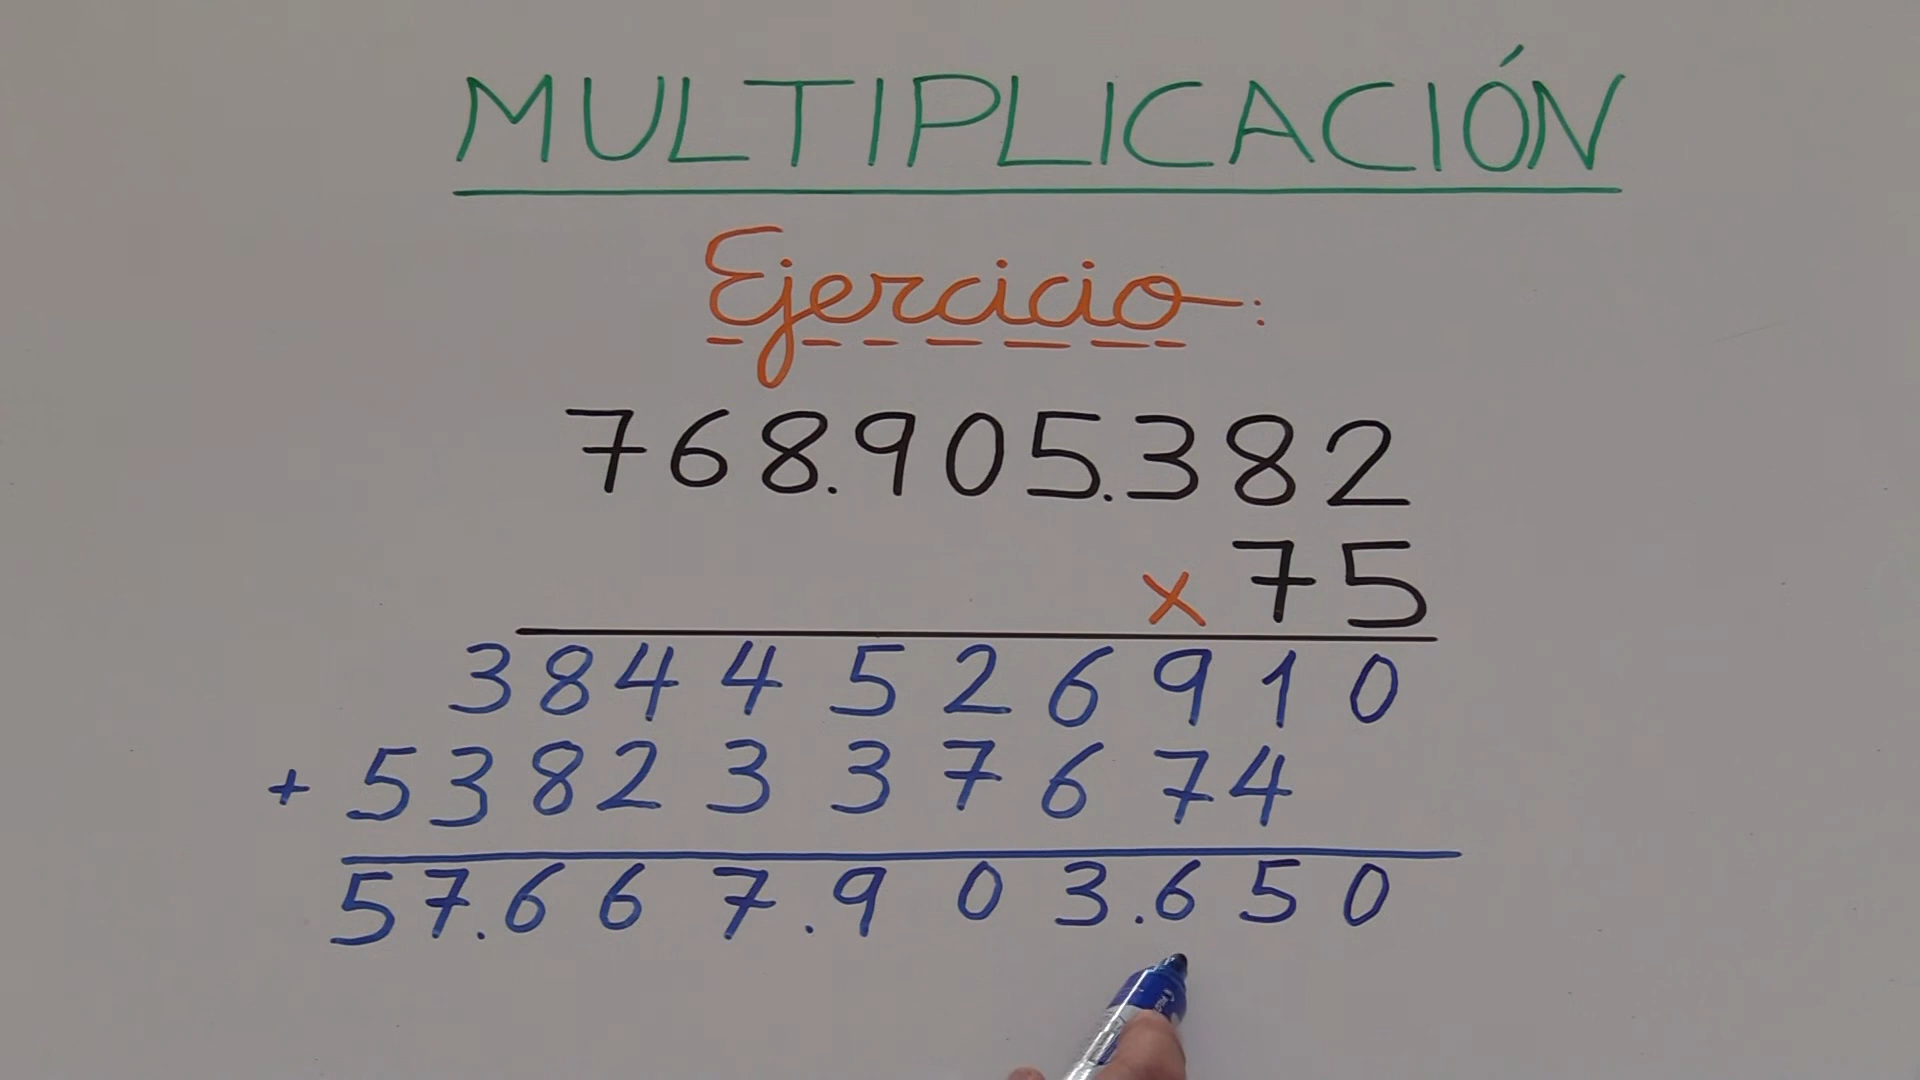 MULTIPLICACIÓN
Ejercicio:
768.905.382
x 75
3844526910
+ 5382337674
57.667.903.650